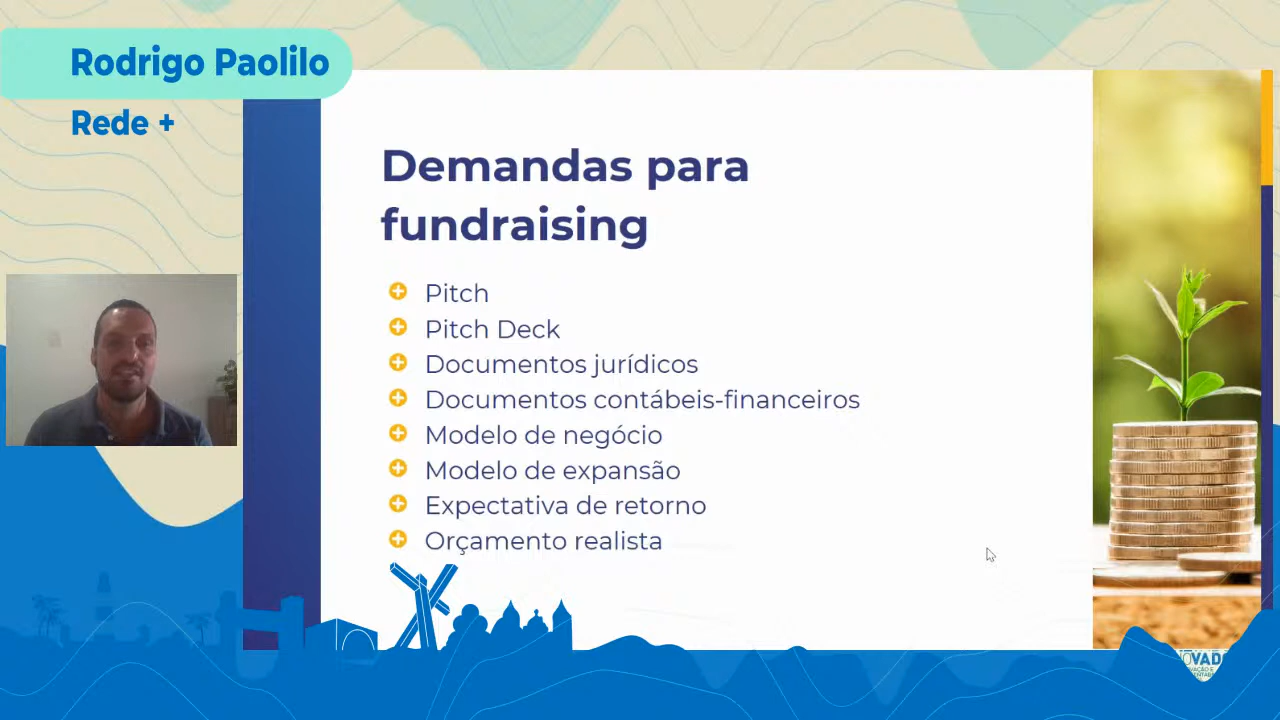 Rodrigo Paolilo
Rede +
Demandas para
fundraising
Pitch
Pitch Deck
Documentos jurídicos
Documentos contábeis-financeiros
Modelo de negócio
Modelo de expansão
Expectativa de retorno
Orçamento realista